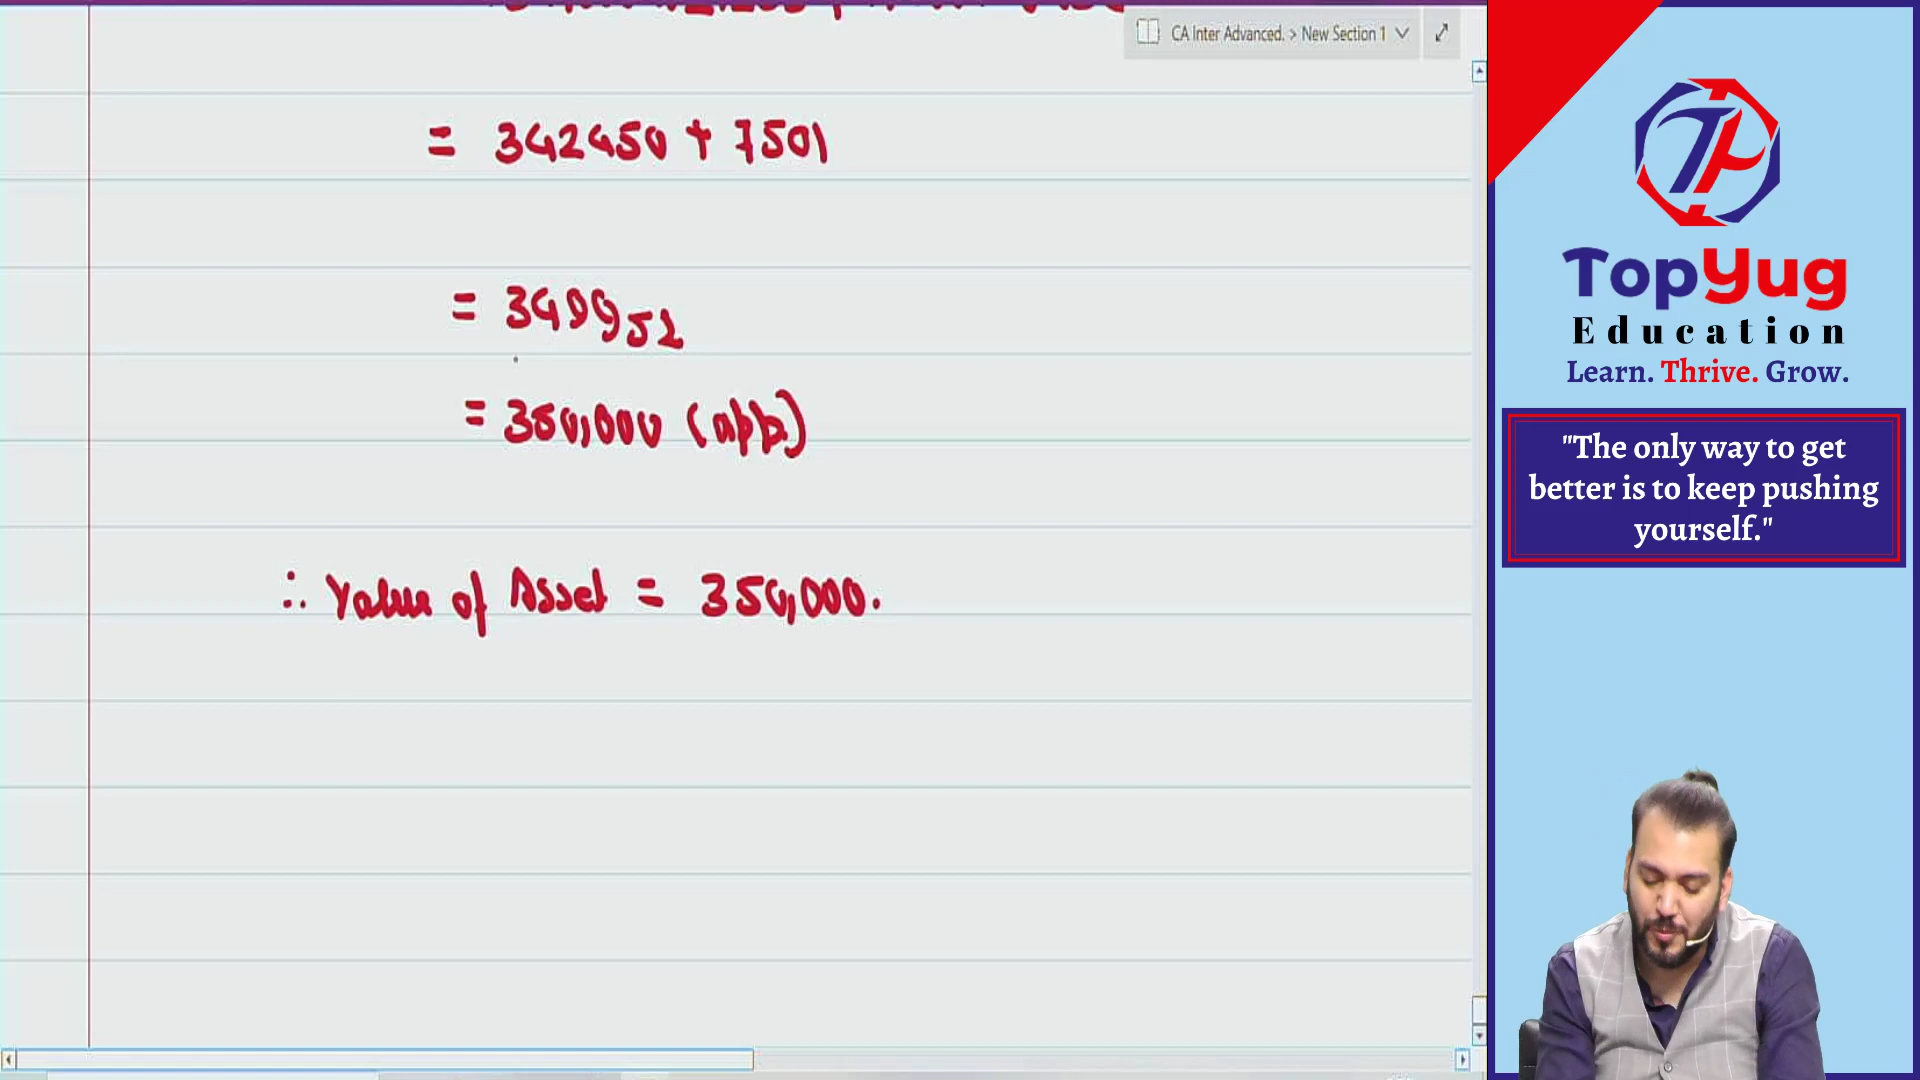 CA Inter Advanced. > New Section 1
= 342450 + 7501
= 349952
= 350,000 (app)
∴ Value of Asset = 350,000.
TopYug
Education
Learn. Thrive. Grow.
"The only way to get
better is to keep pushing
yourself."